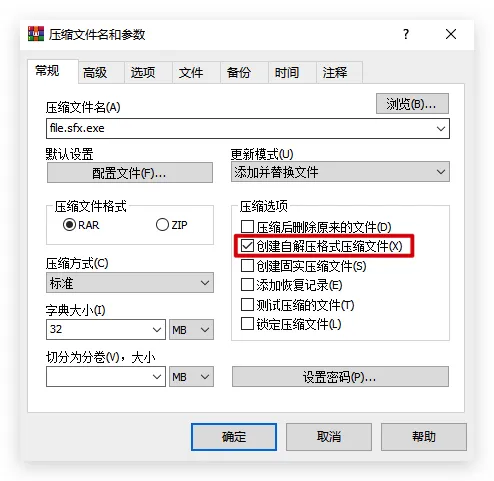 压缩文件名和参数
?
常规 高级 选项 文件 备份 时间 注释
压缩文件名(A)
浏览(B)...
file.sfx.exe
默认设置
更新模式(U)
配置文件(F)...
添加并替换文件
压缩文件格式
压缩选项
RAR
ZIP
压缩后删除原来的文件(D)
创建自解压格式压缩文件(X)
创建固实压缩文件(S)
添加恢复记录(E)
测试压缩的文件(T)
锁定压缩文件(L)
压缩方式(C)
标准
字典大小(I)
32
MB
切分为分卷(V)，大小
MB
设置密码(P)...
确定
取消
帮助